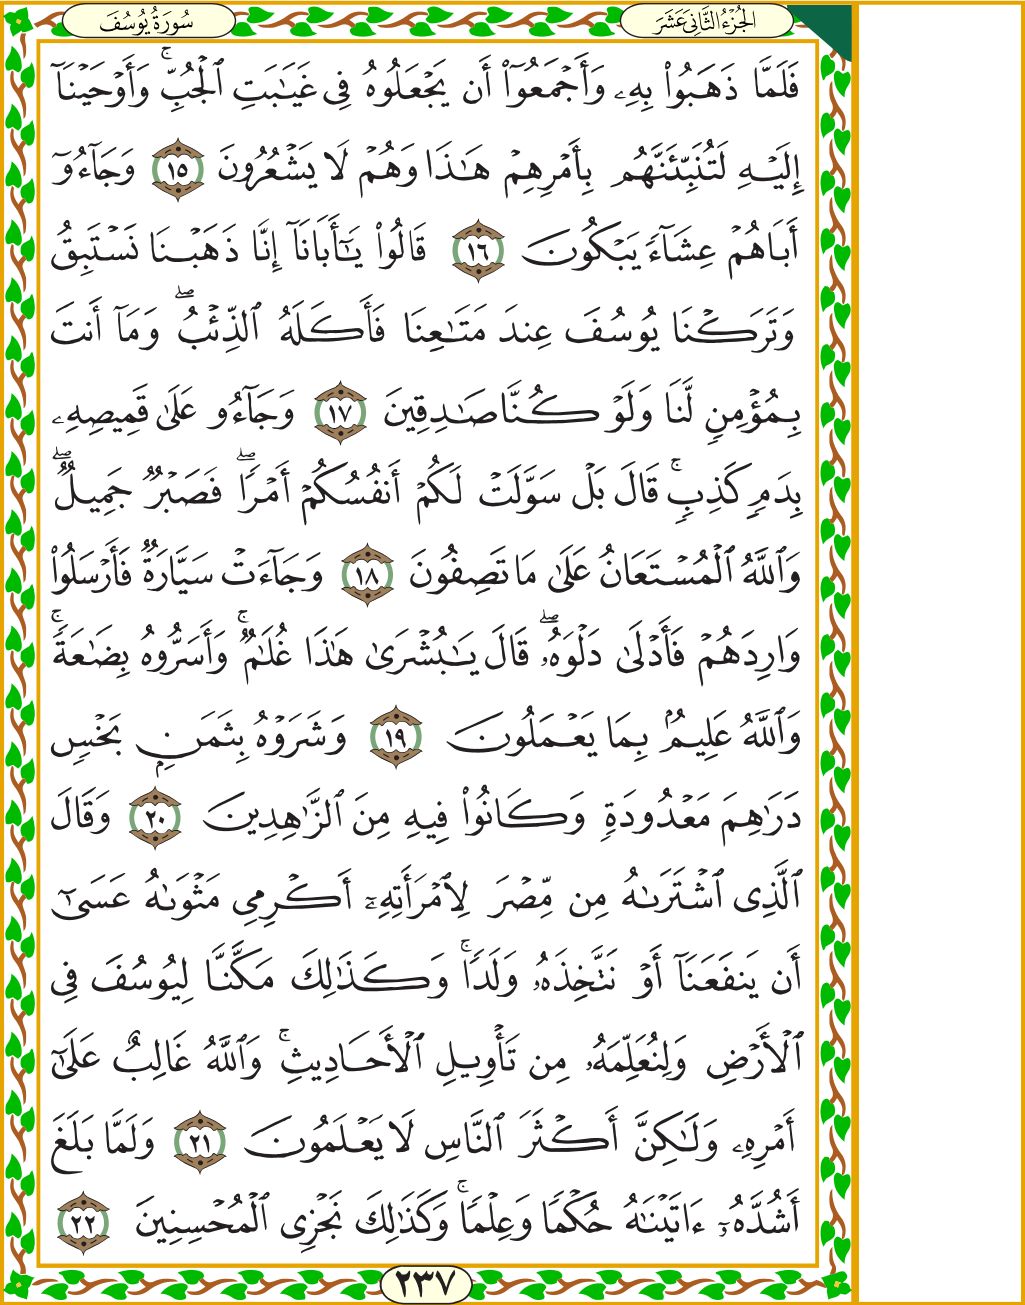 الجُزْءُ الثَّانِيَ عَشَرَ
سُورَةُ يُوسُفَ
فَلَمَّا ذَهَبُوا۟ بِهِۦ وَأَجْمَعُوٓا۟ أَن يَجْعَلُوهُ فِى غَيَـٰبَتِ ٱلْجُبِّ ۚ وَأَوْحَيْنَآ
إِلَيْهِ لَتُنَبِّئَنَّهُم بِأَمْرِهِمْ هَـٰذَا وَهُمْ لَا يَشْعُرُونَ ١٥ وَجَآءُوٓ
أَبَاهُمْ عِشَآءً يَبْكُونَ ١٦ قَالُوا۟ يَـٰٓأَبَانَآ إِنَّا ذَهَبْنَا نَسْتَبِقُ
وَتَرَكْنَا يُوسُفَ عِندَ مَتَـٰعِنَا فَأَكَلَهُ ٱلذِّئْبُ ۖ وَمَآ أَنتَ
بِمُؤْمِنٍ لَّنَا وَلَوْ كُنَّا صَـٰدِقِينَ ١٧ وَجَآءُو عَلَىٰ قَمِيصِهِۦ
بِدَمٍ كَذِبٍ ۚ قَالَ بَلْ سَوَّلَتْ لَكُمْ أَنفُسُكُمْ أَمْرًا ۖ فَصَبْرٌ جَمِيلٌ ۖ
وَٱللَّهُ ٱلْمُسْتَعَانُ عَلَىٰ مَا تَصِفُونَ ١٨ وَجَآءَتْ سَيَّارَةٌ فَأَرْسَلُوا۟
وَارِدَهُمْ فَأَدْلَىٰ دَلْوَهُۥ ۖ قَالَ يَـٰبُشْرَىٰ هَـٰذَا غُلَـٰمٌ ۚ وَأَسَرُّوهُ بِضَـٰعَةً ۚ
وَٱللَّهُ عَلِيمٌۢ بِمَا يَعْمَلُونَ ١٩ وَشَرَوْهُ بِثَمَنٍۭ بَخْسٍ
دَرَٰهِمَ مَعْدُودَةٍ وَكَانُوا۟ فِيهِ مِنَ ٱلزَّٰهِدِينَ ٢٠ وَقَالَ
ٱلَّذِى ٱشْتَرَىٰهُ مِن مِّصْرَ لِٱمْرَأَتِهِۦٓ أَكْرِمِى مَثْوَىٰهُ عَسَىٰٓ
أَن يَنفَعَنَآ أَوْ نَتَّخِذَهُۥ وَلَدًا ۚ وَكَذَٰلِكَ مَكَّنَّا لِيُوسُفَ فِى
ٱلْأَرْضِ وَلِنُعَلِّمَهُۥ مِن تَأْوِيلِ ٱلْأَحَادِيثِ ۚ وَٱللَّهُ غَالِبٌ عَلَىٰٓ
أَمْرِهِۦ وَلَـٰكِنَّ أَكْثَرَ ٱلنَّاسِ لَا يَعْلَمُونَ ٢١ وَلَمَّا بَلَغَ
أَشُدَّهُۥٓ ءَاتَيْنَـٰهُ حُكْمًا وَعِلْمًا ۚ وَكَذَٰلِكَ نَجْزِى ٱلْمُحْسِنِينَ ٢٢
٢٣٧